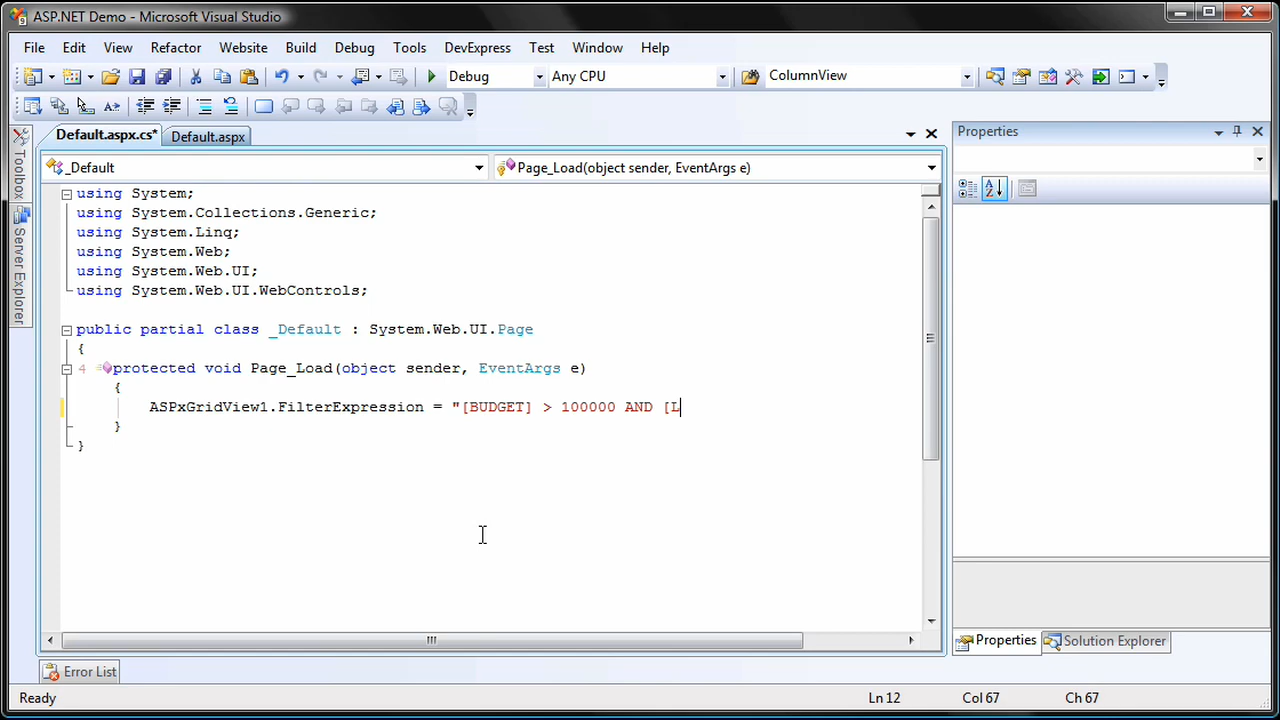 ASP.NET Demo - Microsoft Visual Studio
File Edit View Refactor Website Build Debug Tools DevExpress Test Window Help
Debug Any CPU ColumnView
Default.aspx.cs* Default.aspx
Properties
_Default Page_Load(object sender, EventArgs e)
Toolbox
Server Explorer
using System;
using System.Collections.Generic;
using System.Linq;
using System.Web;
using System.Web.UI;
using System.Web.UI.WebControls;
public partial class _Default : System.Web.UI.Page
{
4 protected void Page_Load(object sender, EventArgs e)
{
ASPxGridView1.FilterExpression = "[BUDGET] > 100000 AND [L
}
}
Properties Solution Explorer
Error List
Ready Ln 12 Col 67 Ch 67